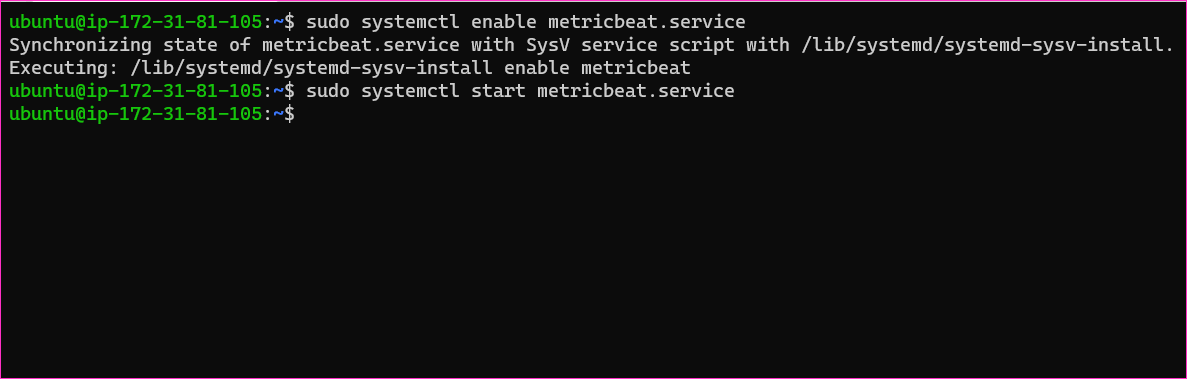 ubuntu@ip-172-31-81-105:~$ sudo systemctl enable metricbeat.service
Synchronizing state of metricbeat.service with SysV service script with /lib/systemd/systemd-sysv-install.
Executing: /lib/systemd/systemd-sysv-install enable metricbeat
ubuntu@ip-172-31-81-105:~$ sudo systemctl start metricbeat.service
ubuntu@ip-172-31-81-105:~$